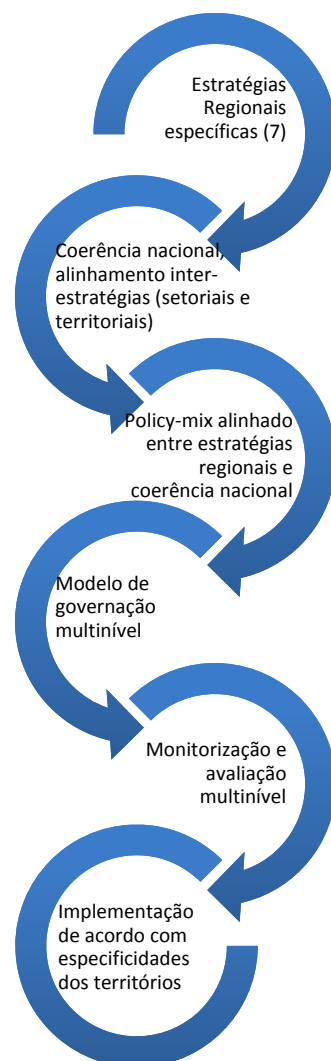 Estratégias
Regionais
específicas (7)
Coerência nacional,
alinhamento inter-
estratégias (setoriais e
territoriais)
Policy-mix alinhado
entre estratégias
regionais e
coerência nacional
Modelo de
governação
multinível
Monitorização e
avaliação
multinível
Implementação
de acordo com
especificidades
dos territórios